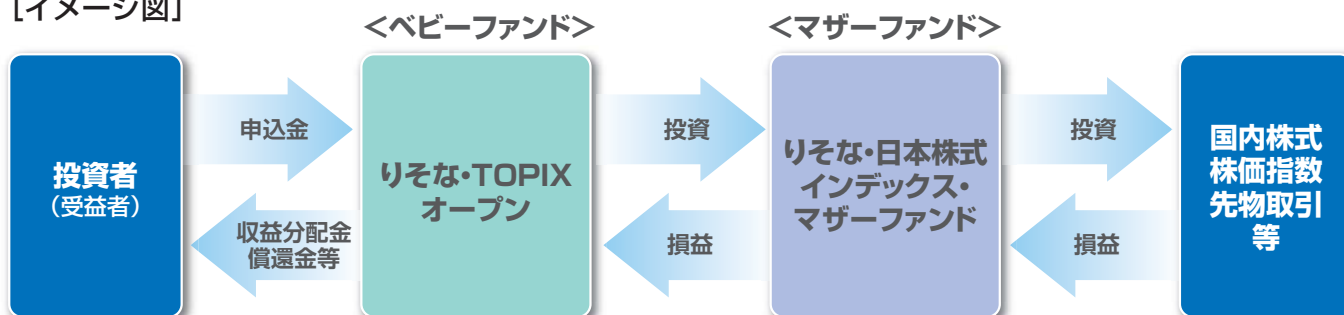 ［イメージ図］
＜ベビーファンド＞
＜マザーファンド＞
投資者
（受益者）
申込金
収益分配金
償還金等
りそな・TOPIX
オープン
投資
損益
りそな・日本株式
インデックス・
マザーファンド
投資
損益
国内株式
株価指数
先物取引
等